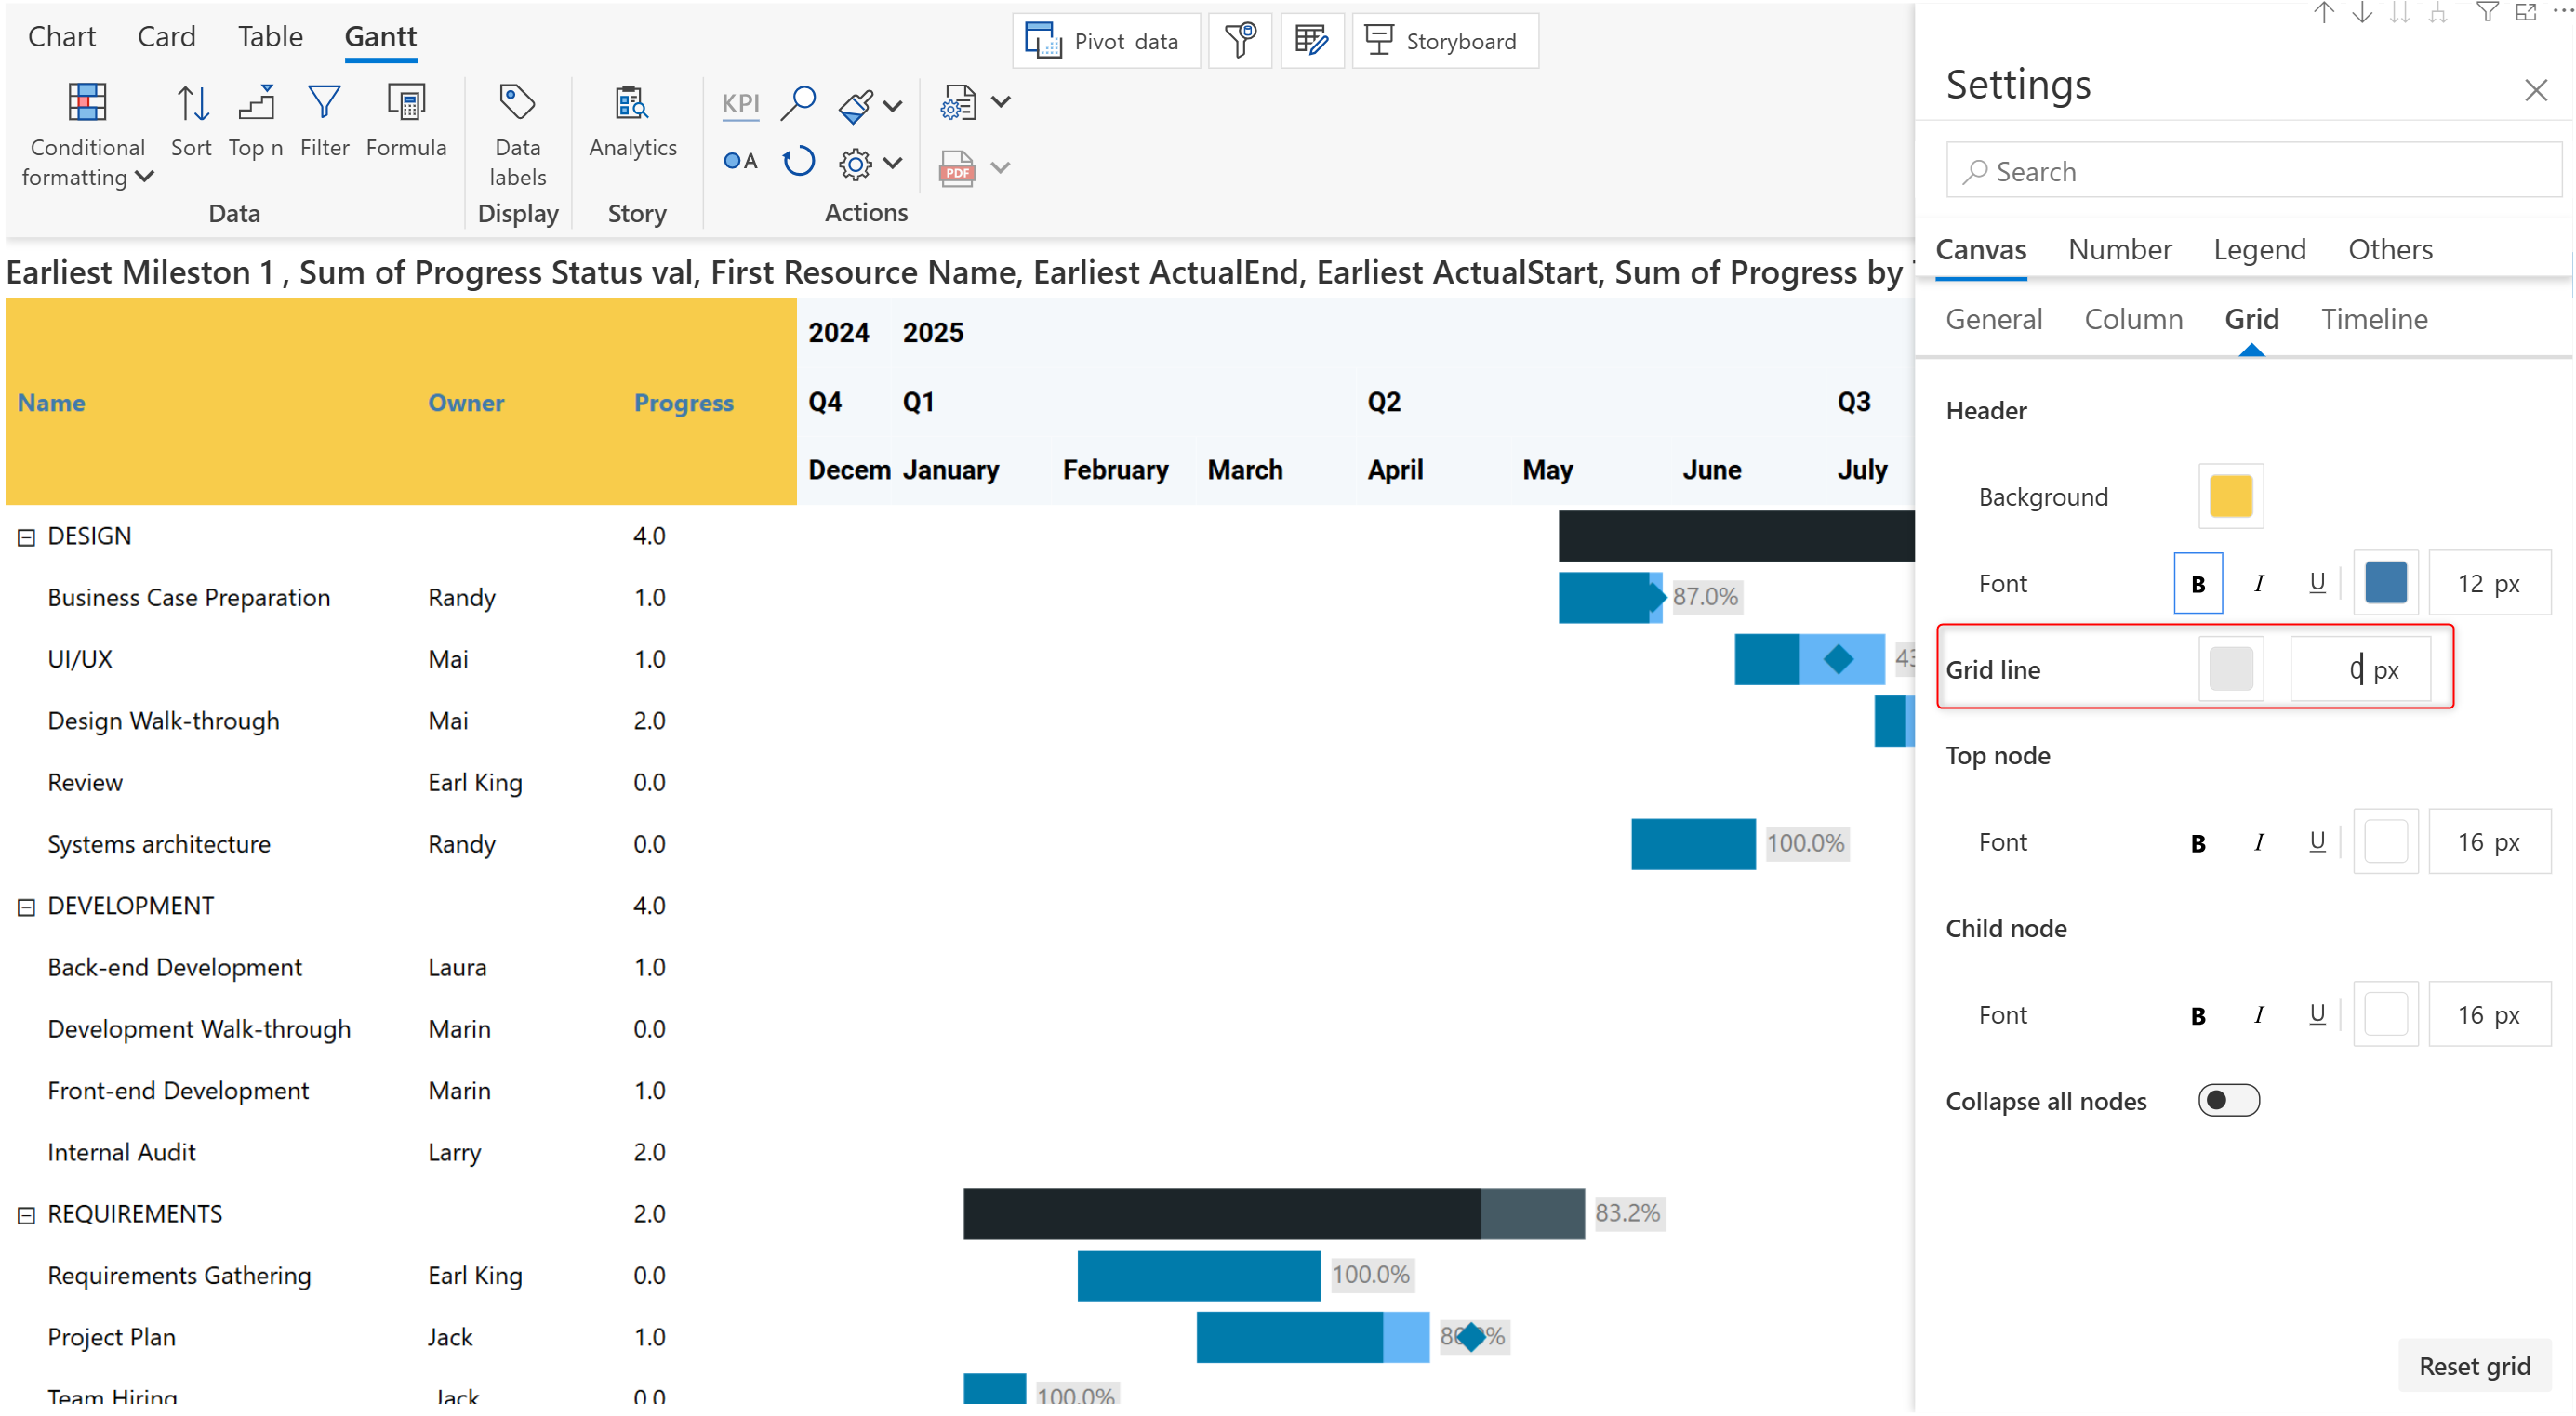 Chart Card Table Gantt
Pivot data Storyboard
KPI
Conditional formatting Sort Top n Filter Formula Data labels Analytics
A
PDF
Data Display Story Actions
Earliest Mileston 1 , Sum of Progress Status val, First Resource Name, Earliest ActualEnd, Earliest ActualStart, Sum of Progress by
2024 2025
Name Owner Progress Q4 Q1 Q2 Q3
Decem January February March April May June July
DESIGN 4.0
Business Case Preparation Randy 1.0 87.0%
UI/UX Mai 1.0 43
Design Walk-through Mai 2.0
Review Earl King 0.0
Systems architecture Randy 0.0 100.0%
DEVELOPMENT 4.0
Back-end Development Laura 1.0
Development Walk-through Marin 0.0
Front-end Development Marin 1.0
Internal Audit Larry 2.0
REQUIREMENTS 2.0 83.2%
Requirements Gathering Earl King 0.0 100.0%
Project Plan Jack 1.0
Team Hiring Jack 0.0 100.0%
Settings
Search
Canvas Number Legend Others
General Column Grid Timeline
Header
Background
Font B I U 12 px
Grid line 0 px
Top node
Font B I U 16 px
Child node
Font B I U 16 px
Collapse all nodes
Reset grid